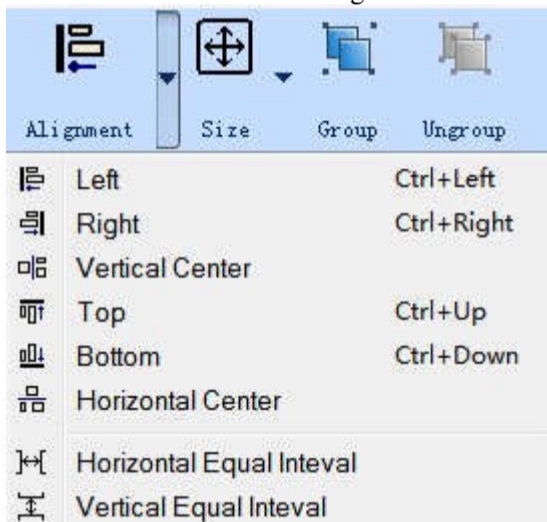 Alignment Size Group Ungroup
Left Ctrl+Left
Right Ctrl+Right
Vertical Center
Top Ctrl+Up
Bottom Ctrl+Down
Horizontal Center
Horizontal Equal Inteval
Vertical Equal Inteval